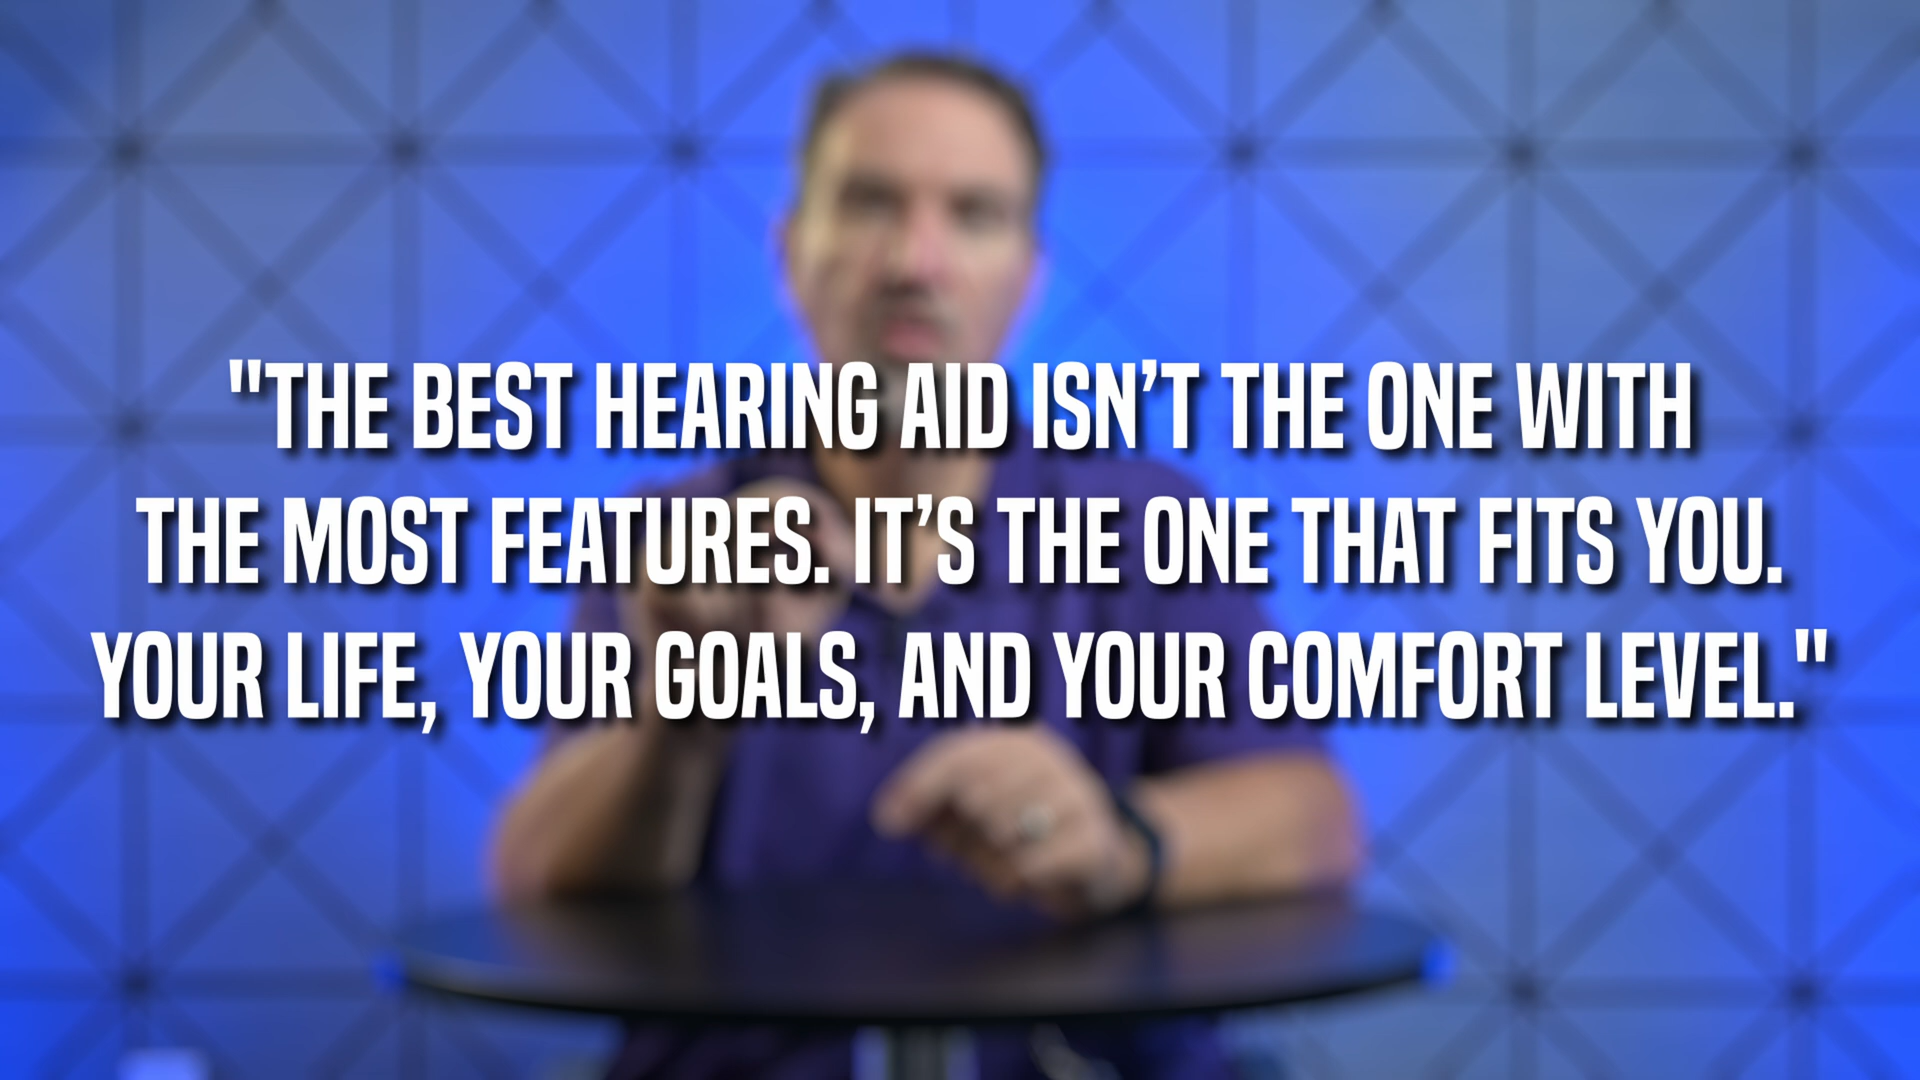 "THE BEST HEARING AID ISN’T THE ONE WITH
THE MOST FEATURES. IT’S THE ONE THAT FITS YOU.
YOUR LIFE, YOUR GOALS, AND YOUR COMFORT LEVEL."